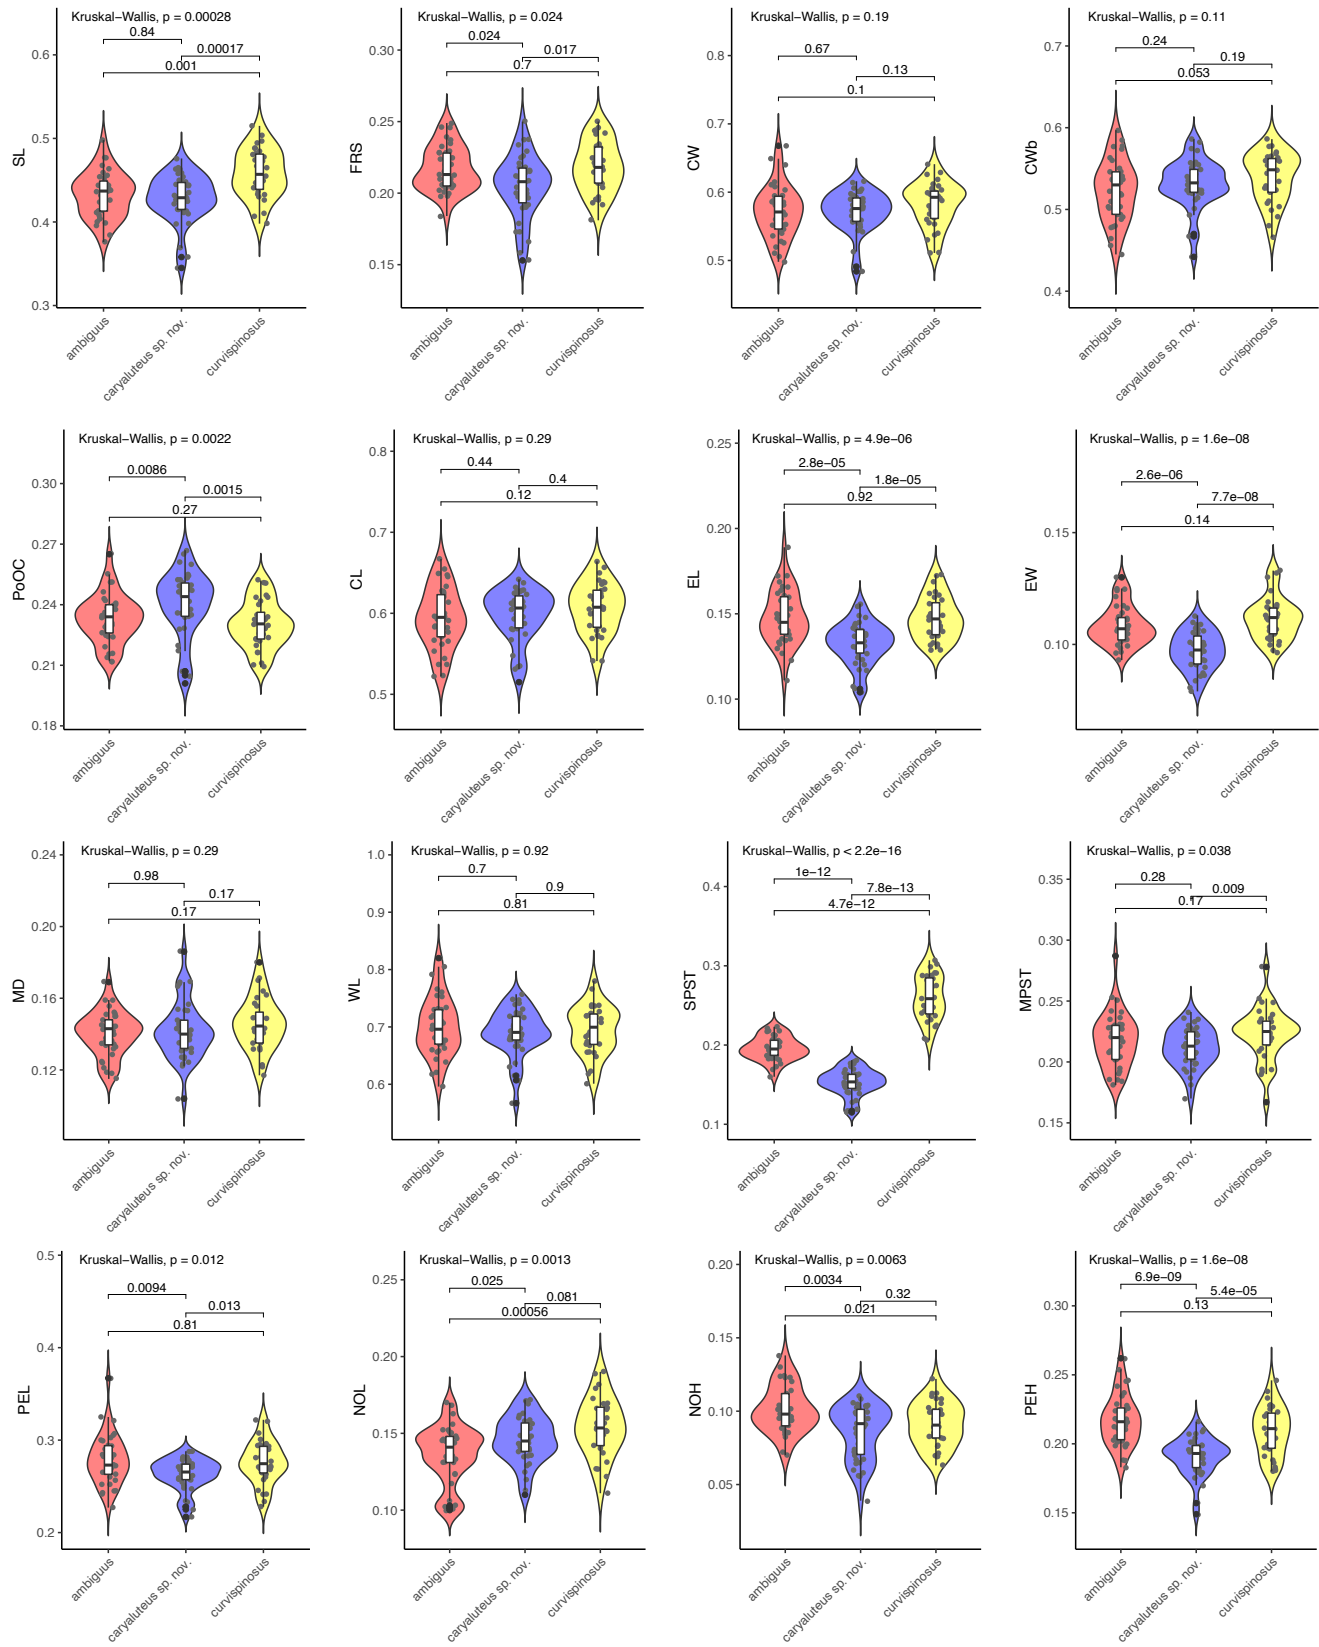 Kruskal−Wallis, p = 0.00028
0.84
0.00017
0.001
SL
0.6
0.5
0.4
0.3
ambiguus
caryaluteus sp. nov.
curvispinosus
Kruskal−Wallis, p = 0.024
0.024
0.017
0.7
FRS
0.30
0.25
0.20
0.15
ambiguus
caryaluteus sp. nov.
curvispinosus
Kruskal−Wallis, p = 0.19
0.67
0.13
0.1
CW
0.8
0.7
0.6
0.5
ambiguus
caryaluteus sp. nov.
curvispinosus
Kruskal−Wallis, p = 0.11
0.24
0.19
0.053
CWb
0.7
0.6
0.5
0.4
ambiguus
caryaluteus sp. nov.
curvispinosus
Kruskal−Wallis, p = 0.0022
0.0086
0.0015
0.27
PoOC
0.30
0.27
0.24
0.21
0.18
ambiguus
caryaluteus sp. nov.
curvispinosus
Kruskal−Wallis, p = 0.29
0.44
0.4
0.12
CL
0.8
0.7
0.6
0.5
ambiguus
caryaluteus sp. nov.
curvispinosus
Kruskal−Wallis, p = 4.9e−06
2.8e−05
1.8e−05
0.92
EL
0.25
0.20
0.15
0.10
ambiguus
caryaluteus sp. nov.
curvispinosus
Kruskal−Wallis, p = 1.6e−08
2.6e−06
7.7e−08
0.14
EW
0.15
0.10
ambiguus
caryaluteus sp. nov.
curvispinosus
Kruskal−Wallis, p = 0.29
0.98
0.17
0.17
MD
0.24
0.20
0.16
0.12
ambiguus
caryaluteus sp. nov.
curvispinosus
Kruskal−Wallis, p = 0.92
0.7
0.9
0.81
WL
1.0
0.9
0.8
0.7
0.6
ambiguus
caryaluteus sp. nov.
curvispinosus
Kruskal−Wallis, p < 2.2e−16
1e−12
7.8e−13
4.7e−12
SPST
0.4
0.3
0.2
0.1
ambiguus
caryaluteus sp. nov.
curvispinosus
Kruskal−Wallis, p = 0.038
0.28
0.009
0.17
MPST
0.35
0.30
0.25
0.20
0.15
ambiguus
caryaluteus sp. nov.
curvispinosus
Kruskal−Wallis, p = 0.012
0.0094
0.013
0.81
PEL
0.5
0.4
0.3
0.2
ambiguus
caryaluteus sp. nov.
curvispinosus
Kruskal−Wallis, p = 0.0013
0.025
0.081
0.00056
NOL
0.25
0.20
0.15
0.10
ambiguus
caryaluteus sp. nov.
curvispinosus
Kruskal−Wallis, p = 0.0063
0.0034
0.32
0.021
NOH
0.20
0.15
0.10
0.05
ambiguus
caryaluteus sp. nov.
curvispinosus
Kruskal−Wallis, p = 1.6e−08
6.9e−09
5.4e−05
0.13
PEH
0.30
0.25
0.20
0.15
ambiguus
caryaluteus sp. nov.
curvispinosus